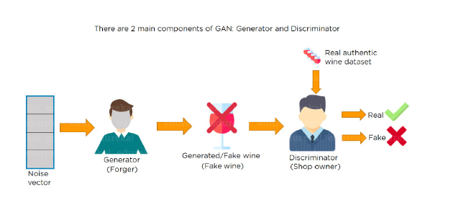 There are 2 main components of GAN: Generator and Discriminator
Real authentic
wine dataset
Real
Fake
Generator
(Forger)
Generated/Fake wine
(Fake wine)
Discriminator
(Shop owner)
Noise
vector